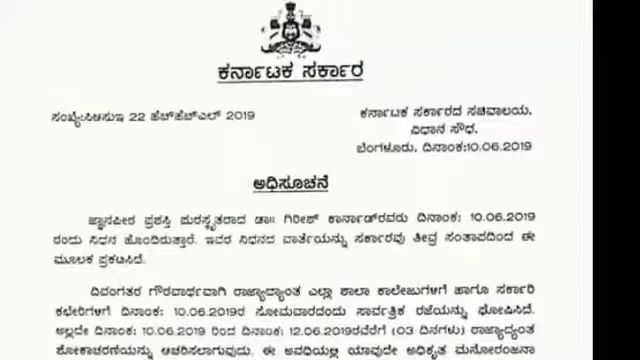 ಕರ್ನಾಟಕ ಸರ್ಕಾರ
ಸಂಖ್ಯೆ:ಸಿಆಸುಇ 22 ಹೆಚ್‌ಹೆಚ್‌ಎಲ್ 2019
ಕರ್ನಾಟಕ ಸರ್ಕಾರದ ಸಚಿವಾಲಯ,
ವಿಧಾನ ಸೌಧ,
ಬೆಂಗಳೂರು, ದಿನಾಂಕ:10.06.2019
ಅಧಿಸೂಚನೆ
ಜ್ಞಾನಪೀಠ ಪ್ರಶಸ್ತಿ ಪುರಸ್ಕೃತರಾದ ಡಾ|| ಗಿರೀಶ್ ಕಾರ್ನಾಡ್‌ರವರು ದಿನಾಂಕ: 10.06.2019
ರಂದು ನಿಧನ ಹೊಂದಿರುತ್ತಾರೆ. ಇವರ ನಿಧನದ ವಾರ್ತೆಯನ್ನು ಸರ್ಕಾರವು ತೀವ್ರ ಸಂತಾಪದಿಂದ ಈ
ಮೂಲಕ ಪ್ರಕಟಿಸಿದೆ.
ದಿವಂಗತರ ಗೌರವಾರ್ಥವಾಗಿ ರಾಜ್ಯಾದ್ಯಂತ ಎಲ್ಲಾ ಶಾಲಾ ಕಾಲೇಜುಗಳಿಗೆ ಹಾಗೂ ಸರ್ಕಾರಿ
ಕಛೇರಿಗಳಿಗೆ ದಿನಾಂಕ: 10.06.2019ರ ಸೋಮವಾರದಂದು ಸಾರ್ವತ್ರಿಕ ರಜೆಯನ್ನು ಘೋಷಿಸಿದೆ.
ಅಲ್ಲದೇ ದಿನಾಂಕ: 10.06.2019 ರಿಂದ ದಿನಾಂಕ: 12.06.2019ರವರೆಗೆ (03 ದಿನಗಳು) ರಾಜ್ಯಾದ್ಯಂತ
ಶೋಕಾಚರಣೆಯನ್ನು ಆಚರಿಸಲಾಗುವುದು. ಈ ಅವಧಿಯಲ್ಲಿ ಯಾವುದೇ ಅಧಿಕೃತ ಮನೋರಂಜನಾ